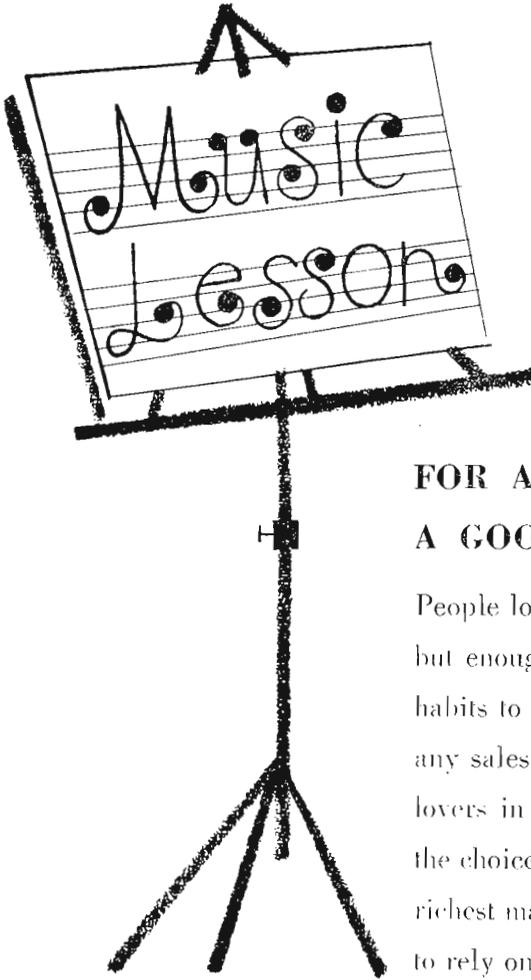 Music
Lesson
FOR A
A GOO
People lo
but enoug
habits to
any sales
lovers in
the choice
richest ma
to rely on